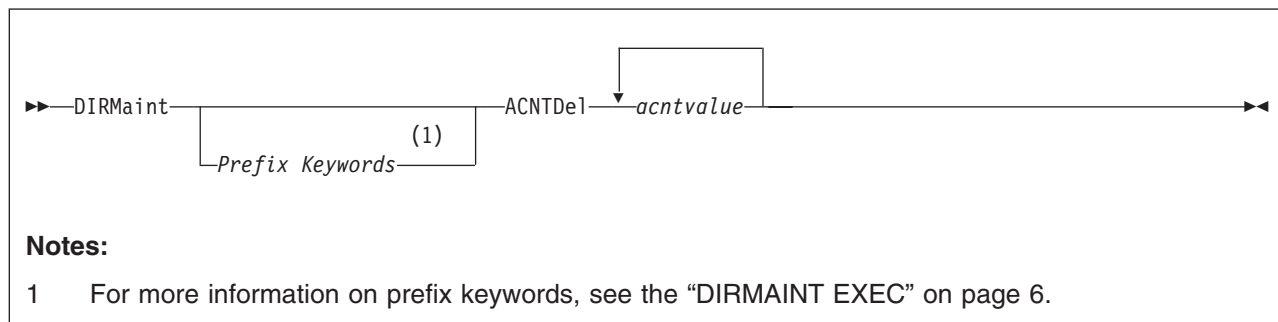 DIRMaint ACNTDel acntvalue
(1)
Prefix Keywords
Notes:
1 For more information on prefix keywords, see the “DIRMAINT EXEC” on page 6.